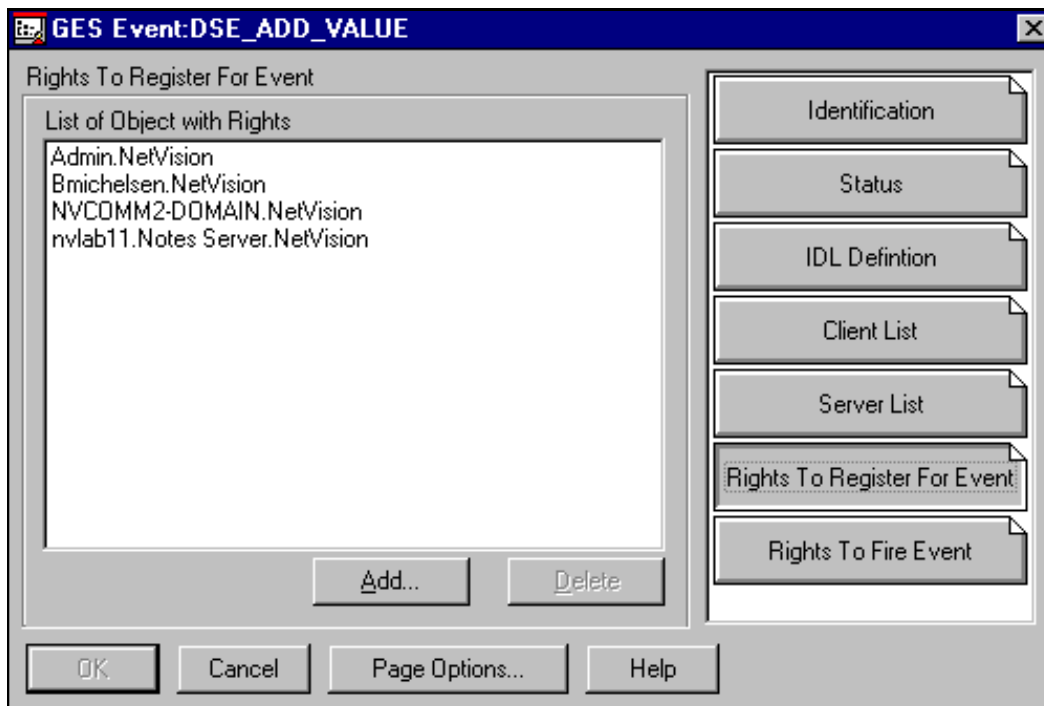 GES Event:DSE_ADD_VALUE
Rights To Register For Event
List of Object with Rights
Admin.NetVision
Bmichelsen.NetVision
NVCOMM2-DOMAIN.NetVision
nvlab11.Notes Server.NetVision
Add...
Delete
Identification
Status
IDL Defintion
Client List
Server List
Rights To Register For Event
Rights To Fire Event
OK
Cancel
Page Options...
Help